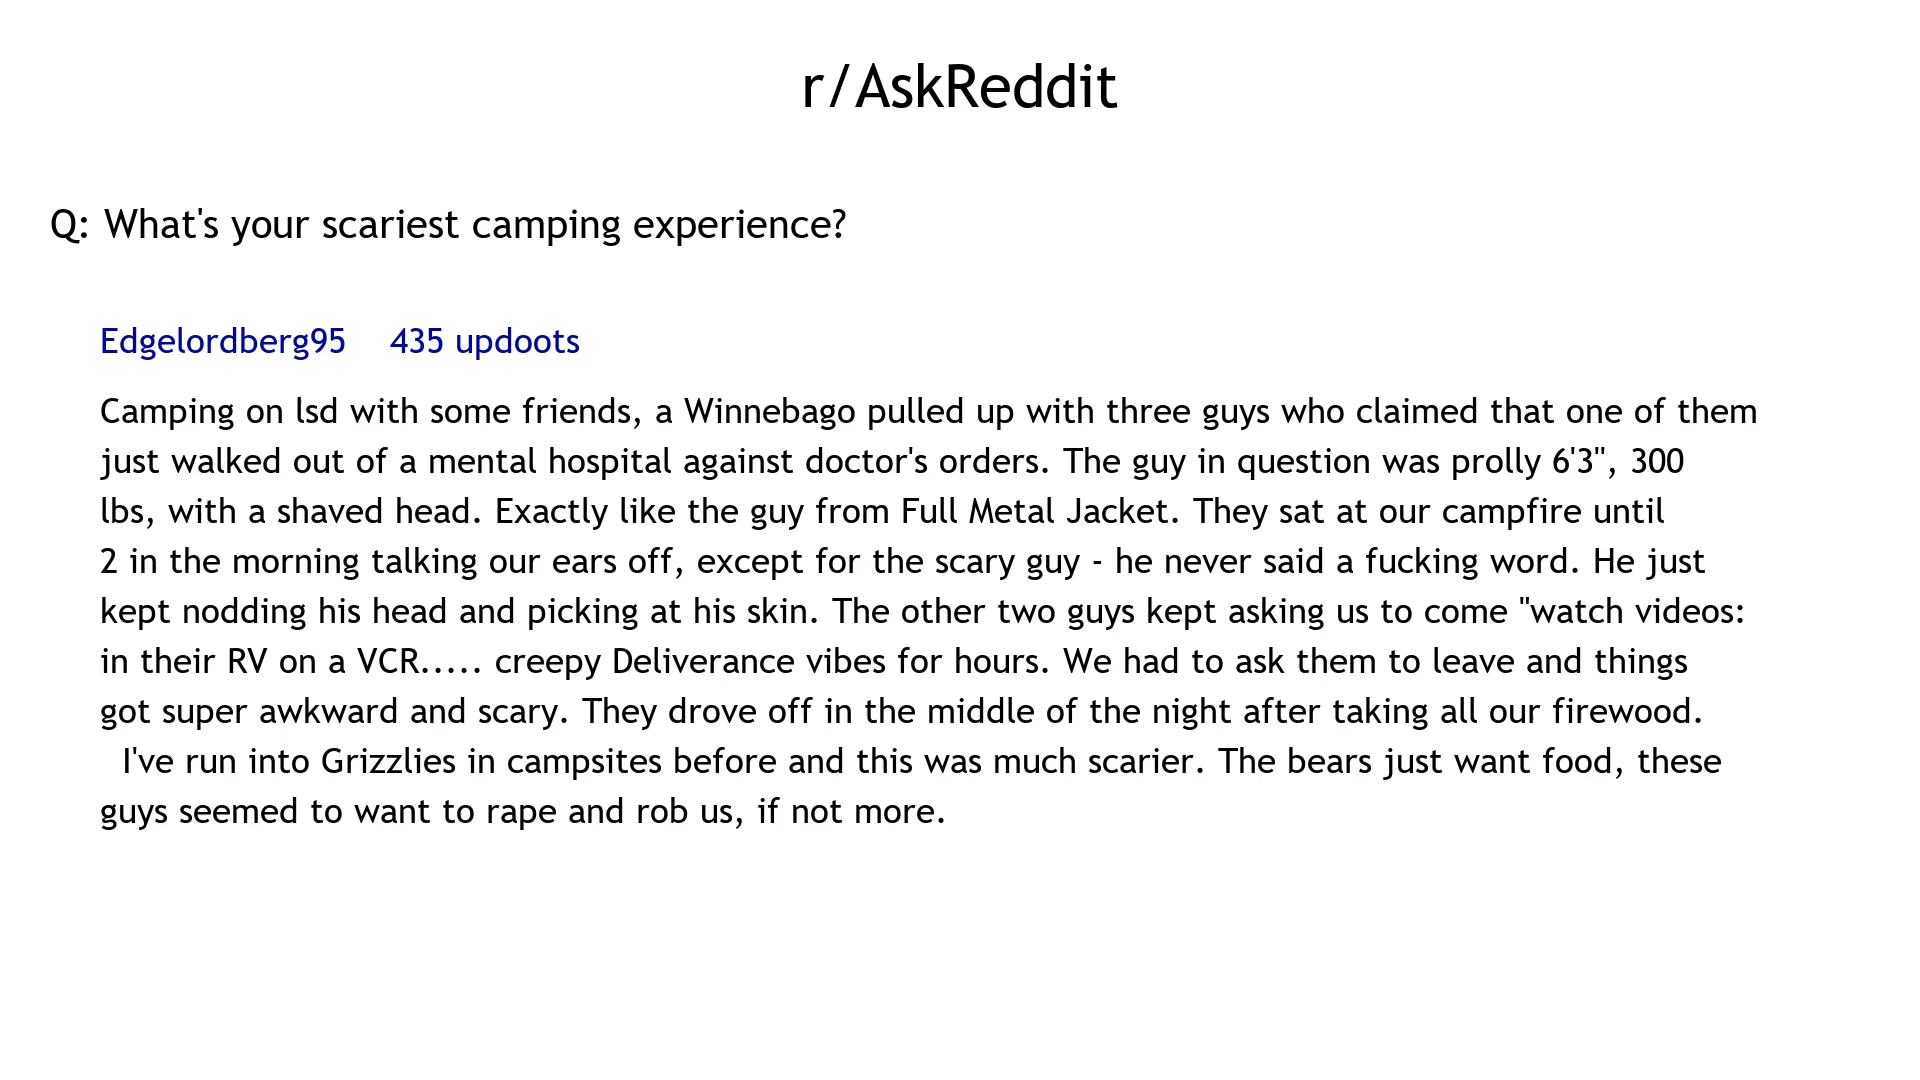 r/AskReddit
Q: What's your scariest camping experience?
Edgelordberg95 435 updoots
Camping on lsd with some friends, a Winnebago pulled up with three guys who claimed that one of them
just walked out of a mental hospital against doctor's orders. The guy in question was prolly 6'3", 300
lbs, with a shaved head. Exactly like the guy from Full Metal Jacket. They sat at our campfire until
2 in the morning talking our ears off, except for the scary guy - he never said a fucking word. He just
kept nodding his head and picking at his skin. The other two guys kept asking us to come "watch videos:
in their RV on a VCR..... creepy Deliverance vibes for hours. We had to ask them to leave and things
got super awkward and scary. They drove off in the middle of the night after taking all our firewood.
I've run into Grizzlies in campsites before and this was much scarier. The bears just want food, these
guys seemed to want to rape and rob us, if not more.